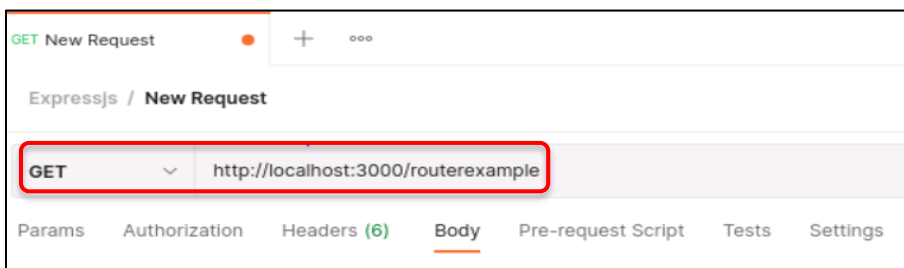 GET New Request + ooo
Expressjs / New Request
GET http://localhost:3000/routerexample
Params Authorization Headers (6) Body Pre-request Script Tests Settings